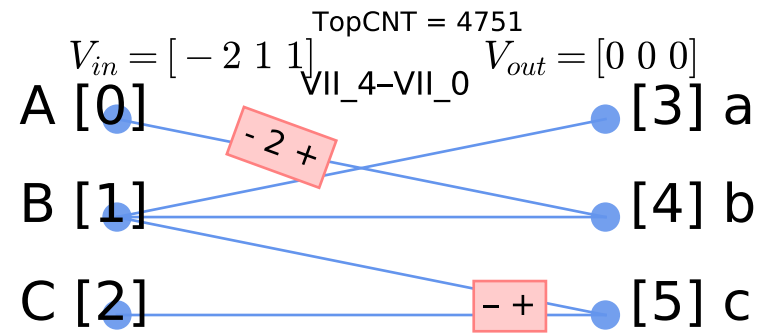 TopCNT = 4751
V_in = [ − 2 1 1] V_out = [0 0 0]
VII_4–VII_0
A [0] [3] a
- 2 +
B [1] [4] b
C [2] – + [5] c